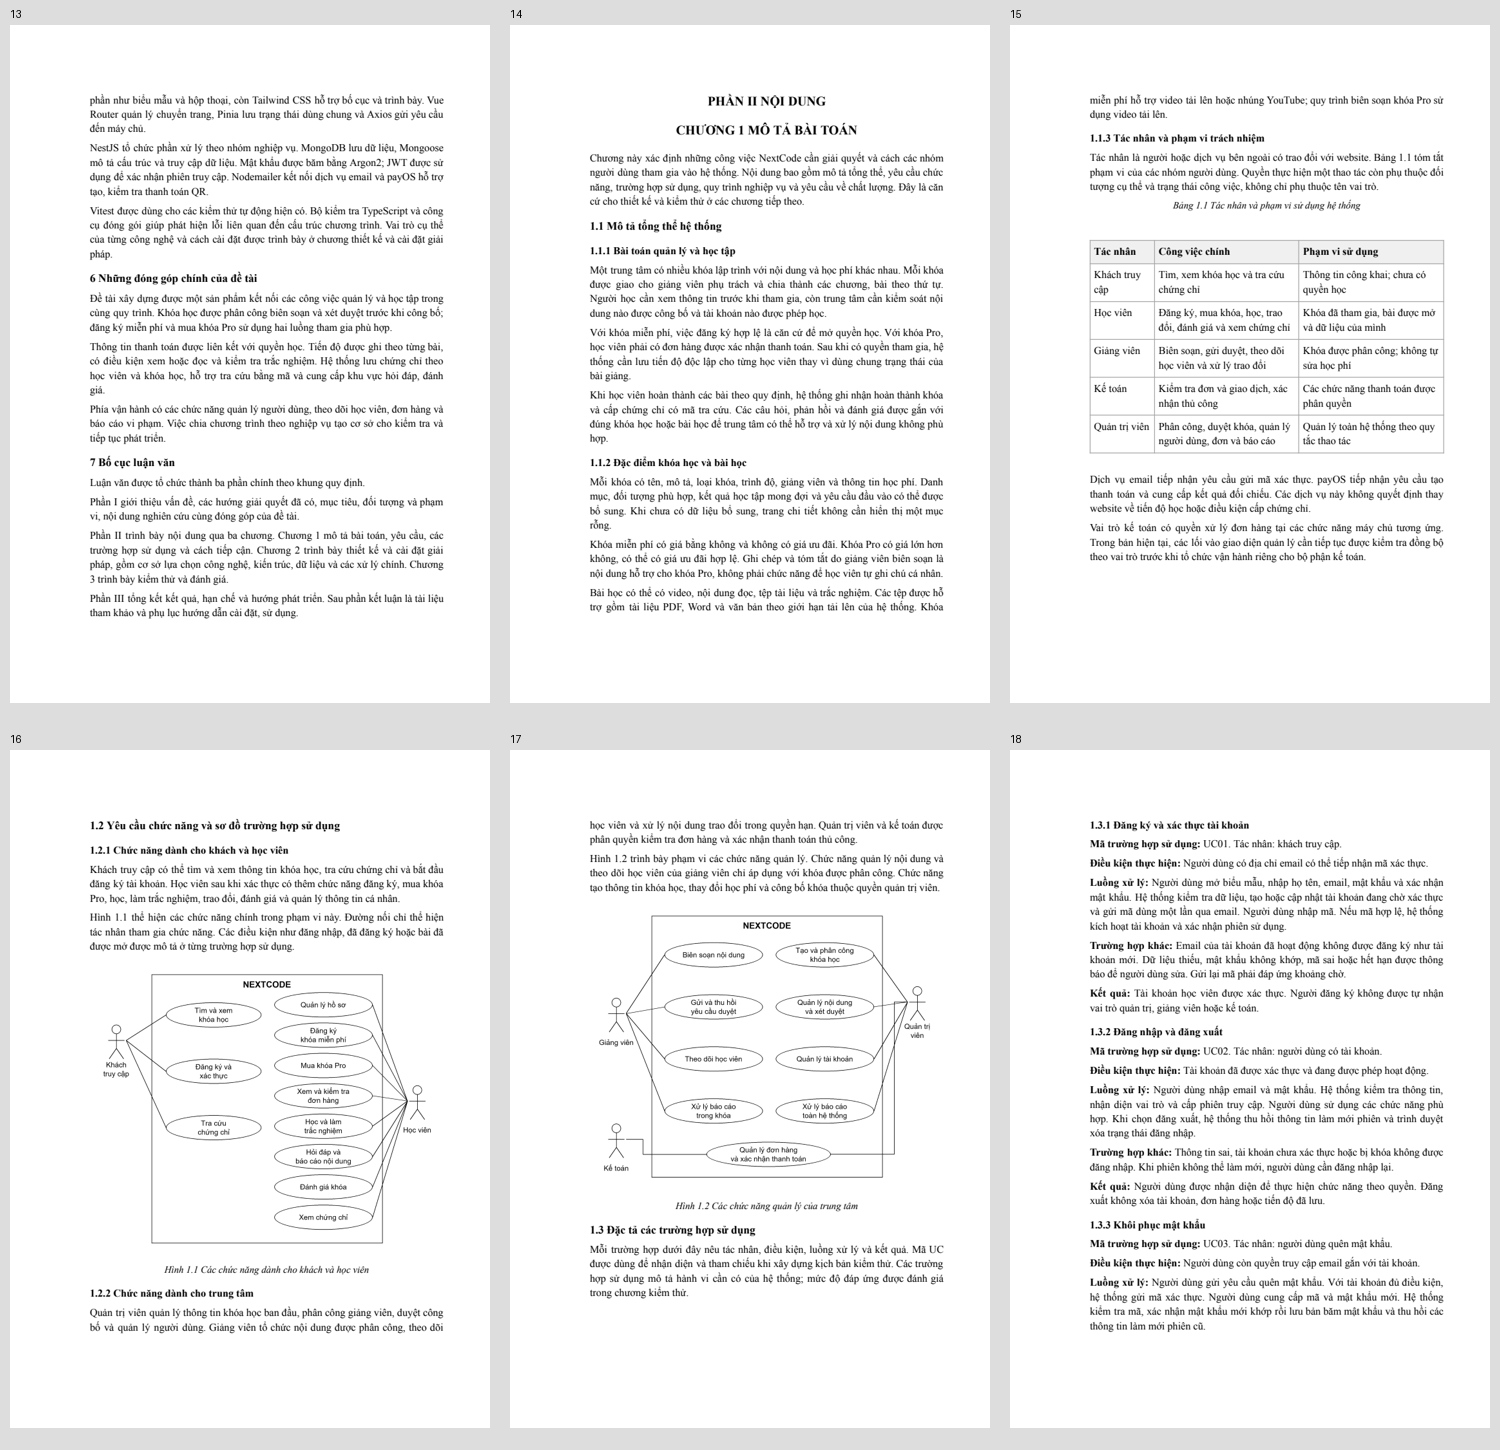 13
phần như biểu mẫu và hộp thoại, còn Tailwind CSS hỗ trợ bố cục và trình bày. Vue
Router quản lý chuyển trang, Pinia lưu trạng thái dùng chung và Axios gửi yêu cầu
đến máy chủ.
NestJS tổ chức phần xử lý theo nhóm nghiệp vụ. MongoDB lưu dữ liệu, Mongoose
mô tả cấu trúc và truy cập dữ liệu. Mật khẩu được băm bằng Argon2; JWT được sử
dụng để xác nhận phiên truy cập. Nodemailer kết nối dịch vụ email và payOS hỗ trợ
tạo, kiểm tra thanh toán QR.
Vitest được dùng cho các kiểm thử tự động hiện có. Bộ kiểm tra TypeScript và công
cụ đóng gói giúp phát hiện lỗi liên quan đến cấu trúc chương trình. Vai trò cụ thể
của từng công nghệ và cách cài đặt được trình bày ở chương thiết kế và cài đặt giải
pháp.
6 Những đóng góp chính của đề tài
Đề tài xây dựng được một sản phẩm kết nối các công việc quản lý và học tập trong
cùng quy trình. Khóa học được phân công biên soạn và xét duyệt trước khi công bố;
đăng ký miễn phí và mua khóa Pro sử dụng hai luồng tham gia phù hợp.
Thông tin thanh toán được liên kết với quyền học. Tiến độ được ghi theo từng bài,
có điều kiện xem hoặc đọc và kiểm tra trắc nghiệm. Hệ thống lưu chứng chỉ theo
học viên và khóa học, hỗ trợ tra cứu bằng mã và cung cấp khu vực hỏi đáp, đánh
giá.
Phía vận hành có các chức năng quản lý người dùng, theo dõi học viên, đơn hàng và
báo cáo vi phạm. Việc chia chương trình theo nghiệp vụ tạo cơ sở cho kiểm tra và
tiếp tục phát triển.
7 Bố cục luận văn
Luận văn được tổ chức thành ba phần chính theo khung quy định.
Phần I giới thiệu vấn đề, các hướng giải quyết đã có, mục tiêu, đối tượng và phạm
vi, nội dung nghiên cứu cùng đóng góp của đề tài.
Phần II trình bày nội dung qua ba chương. Chương 1 mô tả bài toán, yêu cầu, các
trường hợp sử dụng và cách tiếp cận. Chương 2 trình bày thiết kế và cài đặt giải
pháp, gồm cơ sở lựa chọn công nghệ, kiến trúc, dữ liệu và các xử lý chính. Chương
3 trình bày kiểm thử và đánh giá.
Phần III tổng kết kết quả, hạn chế và hướng phát triển. Sau phần kết luận là tài liệu
tham khảo và phụ lục hướng dẫn cài đặt, sử dụng.
14
PHẦN II NỘI DUNG
CHƯƠNG 1 MÔ TẢ BÀI TOÁN
Chương này xác định những công việc NextCode cần giải quyết và cách các nhóm
người dùng tham gia vào hệ thống. Nội dung bao gồm mô tả tổng thể, yêu cầu chức
năng, trường hợp sử dụng, quy trình nghiệp vụ và yêu cầu về chất lượng. Đây là căn
cứ cho thiết kế và kiểm thử ở các chương tiếp theo.
1.1 Mô tả tổng thể hệ thống
1.1.1 Bài toán quản lý và học tập
Một trung tâm có nhiều khóa lập trình với nội dung và học phí khác nhau. Mỗi khóa
được giao cho giảng viên phụ trách và chia thành các chương, bài theo thứ tự.
Người học cần xem thông tin trước khi tham gia, còn trung tâm cần kiểm soát nội
dung nào được công bố và tài khoản nào được phép học.
Với khóa miễn phí, việc đăng ký hợp lệ là căn cứ để mở quyền học. Với khóa Pro,
học viên phải có đơn hàng được xác nhận thanh toán. Sau khi có quyền tham gia, hệ
thống cần lưu tiến độ độc lập cho từng học viên thay vì dùng chung trạng thái của
bài giảng.
Khi học viên hoàn thành các bài theo quy định, hệ thống ghi nhận hoàn thành khóa
và cấp chứng chỉ có mã tra cứu. Các câu hỏi, phản hồi và đánh giá được gắn với
đúng khóa học hoặc bài học để trung tâm có thể hỗ trợ và xử lý nội dung không phù
hợp.
1.1.2 Đặc điểm khóa học và bài học
Mỗi khóa có tên, mô tả, loại khóa, trình độ, giảng viên và thông tin học phí. Danh
mục, đối tượng phù hợp, kết quả học tập mong đợi và yêu cầu đầu vào có thể được
bổ sung. Khi chưa có dữ liệu bổ sung, trang chi tiết không cần hiển thị một mục
rỗng.
Khóa miễn phí có giá bằng không và không có giá ưu đãi. Khóa Pro có giá lớn hơn
không, có thể có giá ưu đãi hợp lệ. Ghi chép và tóm tắt do giảng viên biên soạn là
nội dung hỗ trợ cho khóa Pro, không phải chức năng để học viên tự ghi chú cá nhân.
Bài học có thể có video, nội dung đọc, tệp tài liệu và trắc nghiệm. Các tệp được hỗ
trợ gồm tài liệu PDF, Word và văn bản theo giới hạn tải lên của hệ thống. Khóa
15
miễn phí hỗ trợ video tải lên hoặc nhúng YouTube; quy trình biên soạn khóa Pro sử
dụng video tải lên.
1.1.3 Tác nhân và phạm vi trách nhiệm
Tác nhân là người hoặc dịch vụ bên ngoài có trao đổi với website. Bảng 1.1 tóm tắt
phạm vi của các nhóm người dùng. Quyền thực hiện một thao tác còn phụ thuộc đối
tượng cụ thể và trạng thái công việc, không chỉ phụ thuộc tên vai trò.
Bảng 1.1 Tác nhân và phạm vi sử dụng hệ thống
Tác nhân Công việc chính Phạm vi sử dụng
Khách truy Tìm, xem khóa học và tra cứu Thông tin công khai; chưa có
cập chứng chỉ quyền học
Học viên Đăng ký, mua khóa, học, trao Khóa đã tham gia, bài được mở
đổi, đánh giá và xem chứng chỉ và dữ liệu của mình
Giảng viên Biên soạn, gửi duyệt, theo dõi Khóa được phân công; không tự
học viên và xử lý trao đổi sửa học phí
Kế toán Kiểm tra đơn và giao dịch, xác Các chức năng thanh toán được
nhận thủ công phân quyền
Quản trị viên Phân công, duyệt khóa, quản lý Quản lý toàn hệ thống theo quy
người dùng, đơn và báo cáo tắc thao tác
Dịch vụ email tiếp nhận yêu cầu gửi mã xác thực. payOS tiếp nhận yêu cầu tạo
thanh toán và cung cấp kết quả đối chiếu. Các dịch vụ này không quyết định thay
website về tiến độ học hoặc điều kiện cấp chứng chỉ.
Vai trò kế toán có quyền xử lý đơn hàng tại các chức năng máy chủ tương ứng.
Trong bản hiện tại, các lối vào giao diện quản lý cần tiếp tục được kiểm tra đồng bộ
theo vai trò trước khi tổ chức vận hành riêng cho bộ phận kế toán.
16
1.2 Yêu cầu chức năng và sơ đồ trường hợp sử dụng
1.2.1 Chức năng dành cho khách và học viên
Khách truy cập có thể tìm và xem thông tin khóa học, tra cứu chứng chỉ và bắt đầu
đăng ký tài khoản. Học viên sau khi xác thực có thêm chức năng đăng ký, mua khóa
Pro, học, làm trắc nghiệm, trao đổi, đánh giá và quản lý thông tin cá nhân.
Hình 1.1 thể hiện các chức năng chính trong phạm vi này. Đường nối chỉ thể hiện
tác nhân tham gia chức năng. Các điều kiện như đăng nhập, đã đăng ký hoặc bài đã
được mở được mô tả ở từng trường hợp sử dụng.
NEXTCODE
Tìm và xem
khóa học
Đăng ký và
xác thực
Tra cứu
chứng chỉ
Khách
truy cập
Quản lý hồ sơ
Đăng ký
khóa miễn phí
Mua khóa Pro
Xem và kiểm tra
đơn hàng
Học và làm
trắc nghiệm
Hỏi đáp và
báo cáo nội dung
Đánh giá khóa
Xem chứng chỉ
Học viên
Hình 1.1 Các chức năng dành cho khách và học viên
1.2.2 Chức năng dành cho trung tâm
Quản trị viên quản lý thông tin khóa học ban đầu, phân công giảng viên, duyệt công
bố và quản lý người dùng. Giảng viên tổ chức nội dung được phân công, theo dõi
17
học viên và xử lý nội dung trao đổi trong quyền hạn. Quản trị viên và kế toán được
phân quyền kiểm tra đơn hàng và xác nhận thanh toán thủ công.
Hình 1.2 trình bày phạm vi các chức năng quản lý. Chức năng quản lý nội dung và
theo dõi học viên của giảng viên chỉ áp dụng với khóa được phân công. Chức năng
tạo thông tin khóa học, thay đổi học phí và công bố khóa thuộc quyền quản trị viên.
NEXTCODE
Biên soạn nội dung
Tạo và phân công
khóa học
Gửi và thu hồi
yêu cầu duyệt
Quản lý nội dung
và xét duyệt
Giảng viên
Quản trị
viên
Theo dõi học viên
Quản lý tài khoản
Xử lý báo cáo
trong khóa
Xử lý báo cáo
toàn hệ thống
Kế toán
Quản lý đơn hàng
và xác nhận thanh toán
Hình 1.2 Các chức năng quản lý của trung tâm
1.3 Đặc tả các trường hợp sử dụng
Mỗi trường hợp dưới đây nêu tác nhân, điều kiện, luồng xử lý và kết quả. Mã UC
được dùng để nhận diện và tham chiếu khi xây dựng kịch bản kiểm thử. Các trường
hợp sử dụng mô tả hành vi cần có của hệ thống; mức độ đáp ứng được đánh giá
trong chương kiểm thử.
18
1.3.1 Đăng ký và xác thực tài khoản
Mã trường hợp sử dụng: UC01. Tác nhân: khách truy cập.
Điều kiện thực hiện: Người dùng có địa chỉ email có thể tiếp nhận mã xác thực.
Luồng xử lý: Người dùng mở biểu mẫu, nhập họ tên, email, mật khẩu và xác nhận
mật khẩu. Hệ thống kiểm tra dữ liệu, tạo hoặc cập nhật tài khoản đang chờ xác thực
và gửi mã dùng một lần qua email. Người dùng nhập mã. Nếu mã hợp lệ, hệ thống
kích hoạt tài khoản và xác nhận phiên sử dụng.
Trường hợp khác: Email của tài khoản đã hoạt động không được đăng ký như tài
khoản mới. Dữ liệu thiếu, mật khẩu không khớp, mã sai hoặc hết hạn được thông
báo để người dùng sửa. Gửi lại mã phải đáp ứng khoảng chờ.
Kết quả: Tài khoản học viên được xác thực. Người đăng ký không được tự nhận
vai trò quản trị, giảng viên hoặc kế toán.
1.3.2 Đăng nhập và đăng xuất
Mã trường hợp sử dụng: UC02. Tác nhân: người dùng có tài khoản.
Điều kiện thực hiện: Tài khoản đã được xác thực và đang được phép hoạt động.
Luồng xử lý: Người dùng nhập email và mật khẩu. Hệ thống kiểm tra thông tin,
nhận diện vai trò và cấp phiên truy cập. Người dùng sử dụng các chức năng phù
hợp. Khi chọn đăng xuất, hệ thống thu hồi thông tin làm mới phiên và trình duyệt
xóa trạng thái đăng nhập.
Trường hợp khác: Thông tin sai, tài khoản chưa xác thực hoặc bị khóa không được
đăng nhập. Khi phiên không thể làm mới, người dùng cần đăng nhập lại.
Kết quả: Người dùng được nhận diện để thực hiện chức năng theo quyền. Đăng
xuất không xóa tài khoản, đơn hàng hoặc tiến độ đã lưu.
1.3.3 Khôi phục mật khẩu
Mã trường hợp sử dụng: UC03. Tác nhân: người dùng quên mật khẩu.
Điều kiện thực hiện: Người dùng còn quyền truy cập email gắn với tài khoản.
Luồng xử lý: Người dùng gửi yêu cầu quên mật khẩu. Với tài khoản đủ điều kiện,
hệ thống gửi mã xác thực. Người dùng cung cấp mã và mật khẩu mới. Hệ thống
kiểm tra mã, xác nhận mật khẩu mới khớp rồi lưu bản băm mật khẩu và thu hồi các
thông tin làm mới phiên cũ.